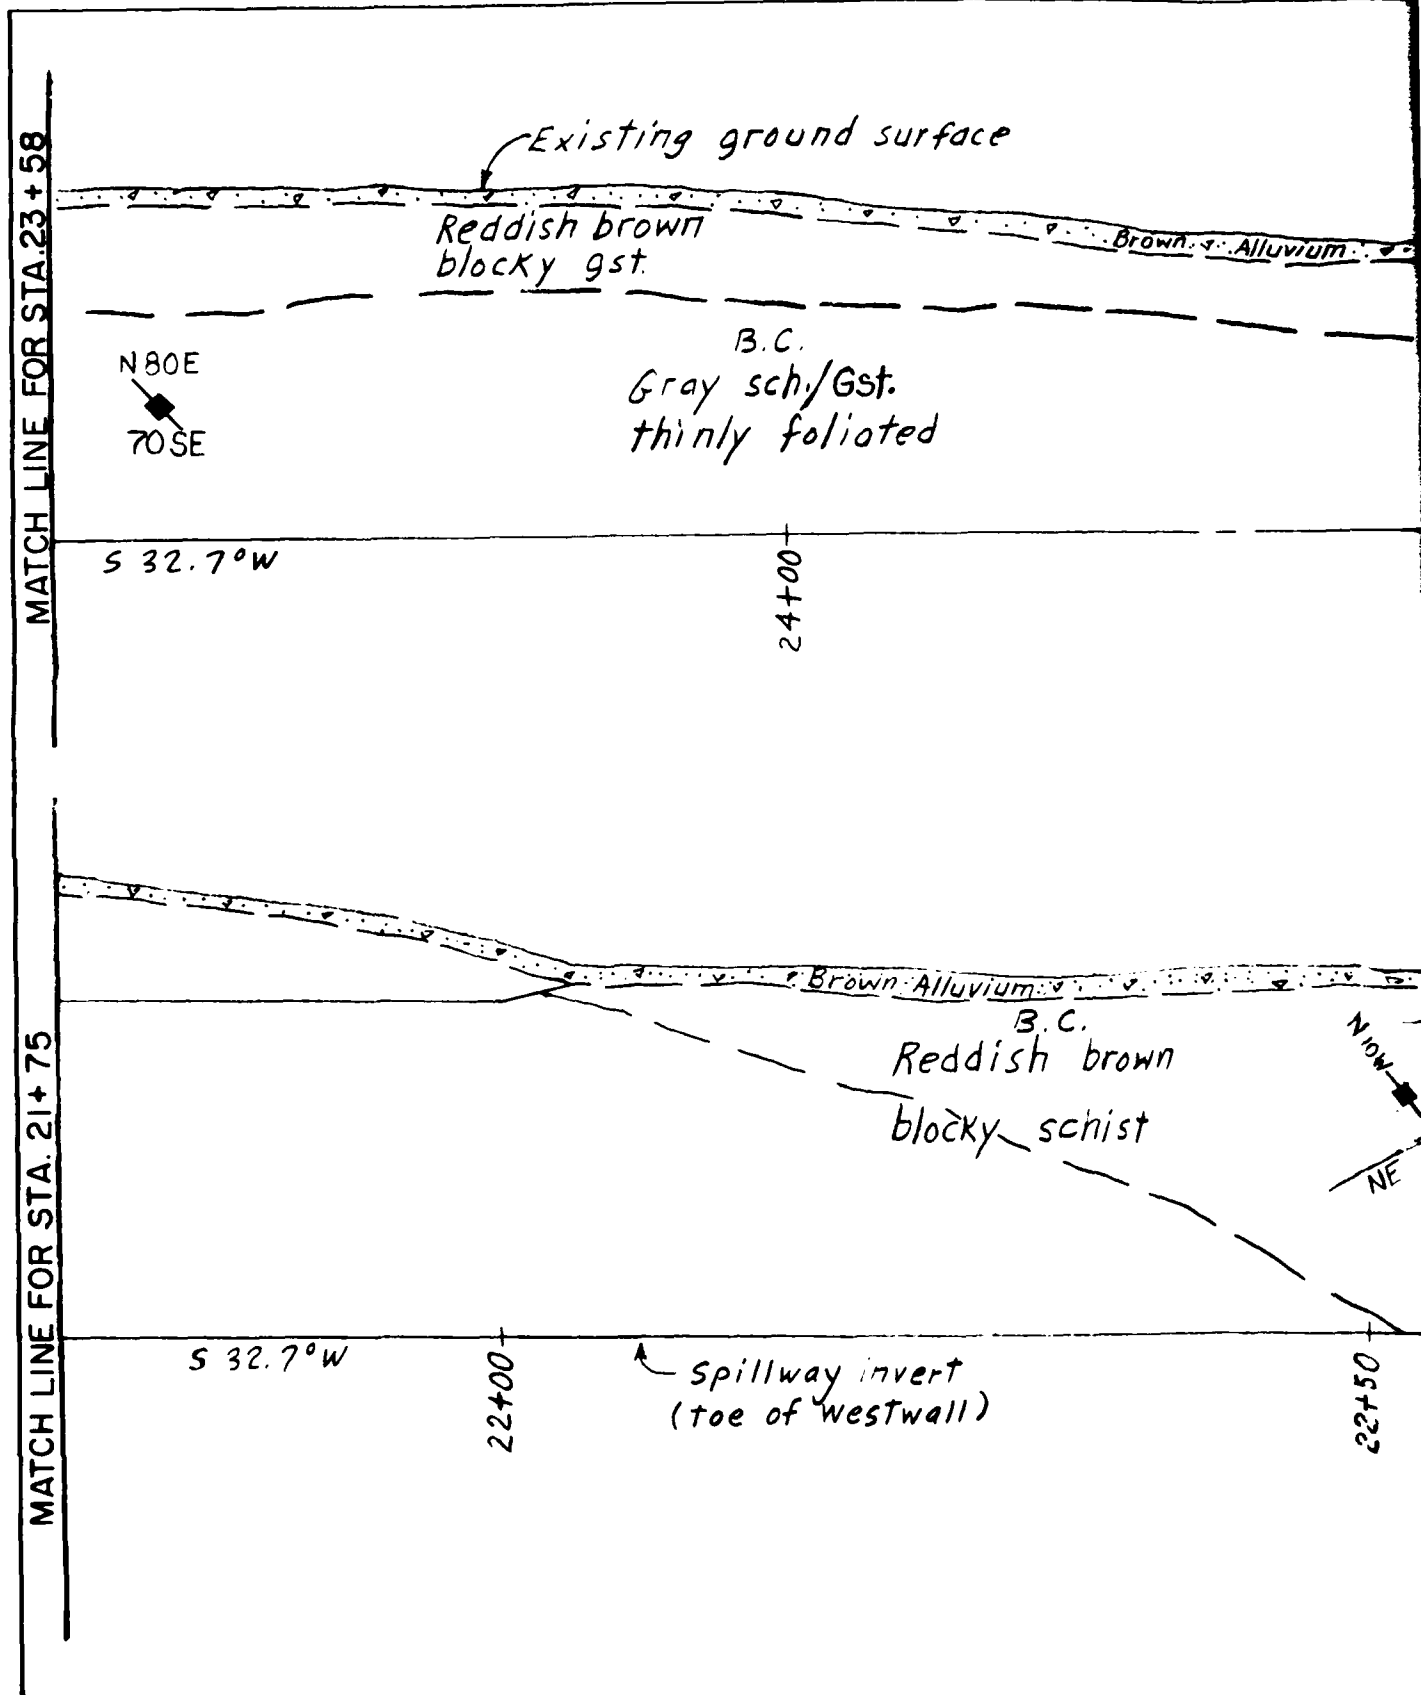 MATCH LINE FOR STA. 23 + 58
Existing ground surface
Reddish brown
blocky gst.
Brown Alluvium
B.C.
Gray sch./Gst.
thinly foliated
N80E
70SE
S 32.7° W
24+00
MATCH LINE FOR STA. 21+ 75
Brown Alluvium
B.C.
Reddish brown
blocky schist
N10W
NE
S 32.7° W
22+00
Spillway invert
(toe of westwall)
22+50